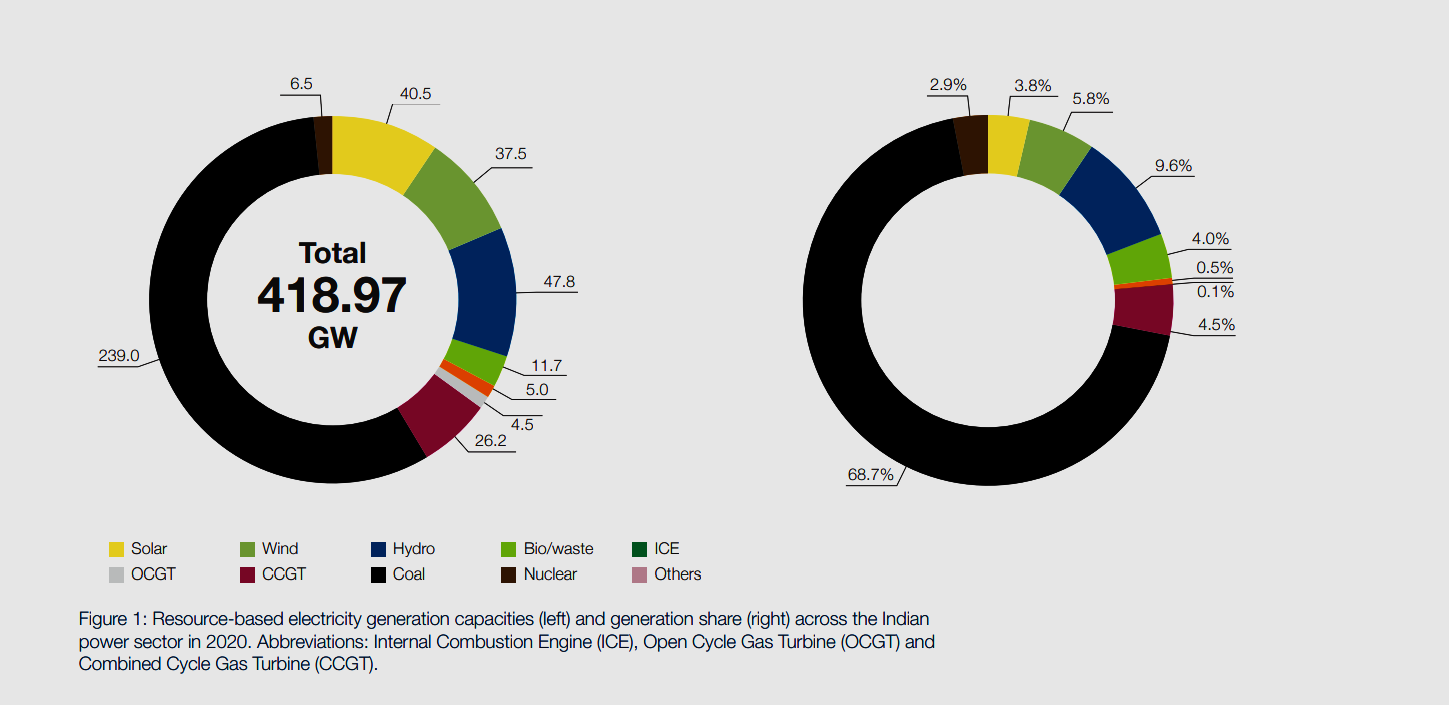 6.5
40.5
37.5
47.8
11.7
5.0
4.5
26.2
239.0
Total
418.97
GW
2.9%
3.8%
5.8%
9.6%
4.0%
0.5%
0.1%
4.5%
68.7%
Solar Wind Hydro Bio/waste ICE
OCGT CCGT Coal Nuclear Others
Figure 1: Resource-based electricity generation capacities (left) and generation share (right) across the Indian
power sector in 2020. Abbreviations: Internal Combustion Engine (ICE), Open Cycle Gas Turbine (OCGT) and
Combined Cycle Gas Turbine (CCGT).